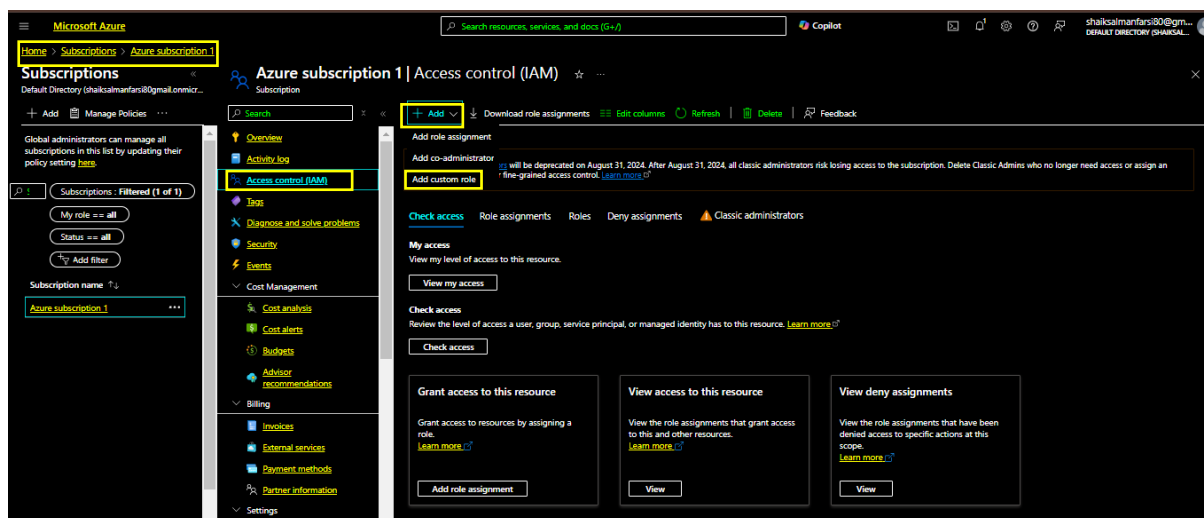 Microsoft Azure
Search resources, services, and docs (G+/)
Copilot
1
shaiksalmanfarsi80@gm...
DEFAULT DIRECTORY (SHAIKSAL...
Home > Subscriptions > Azure subscription 1
Subscriptions
Default Directory (shaiksalmanfarsi80gmail.onmicr...
+ Add Manage Policies ...
Global administrators can manage all
subscriptions in this list by updating their
policy setting here.
Subscriptions : Filtered (1 of 1)
My role == all
Status == all
Add filter
Subscription name ↑↓
Azure subscription 1 ...
Azure subscription 1 | Access control (IAM) ☆ ...
Subscription
Search
Overview
Activity log
Access control (IAM)
Tags
Diagnose and solve problems
Security
Events
Cost Management
Cost analysis
Cost alerts
Budgets
Advisor
recommendations
Billing
Invoices
External services
Payment methods
Partner information
Settings
+ Add Download role assignments Edit columns Refresh | Delete | Feedback
Add role assignment
Add co-administrator
Add custom role
will be deprecated on August 31, 2024. After August 31, 2024, all classic administrators risk losing access to the subscription. Delete Classic Admins who no longer need access or assign an
fine-grained access control. Learn more
Check access Role assignments Roles Deny assignments Classic administrators
My access
View my level of access to this resource.
View my access
Check access
Review the level of access a user, group, service principal, or managed identity has to this resource. Learn more
Check access
Grant access to this resource
Grant access to resources by assigning a
role.
Learn more
Add role assignment
View access to this resource
View the role assignments that grant access
to this and other resources.
Learn more
View
View deny assignments
View the role assignments that have been
denied access to specific actions at this
scope.
Learn more
View